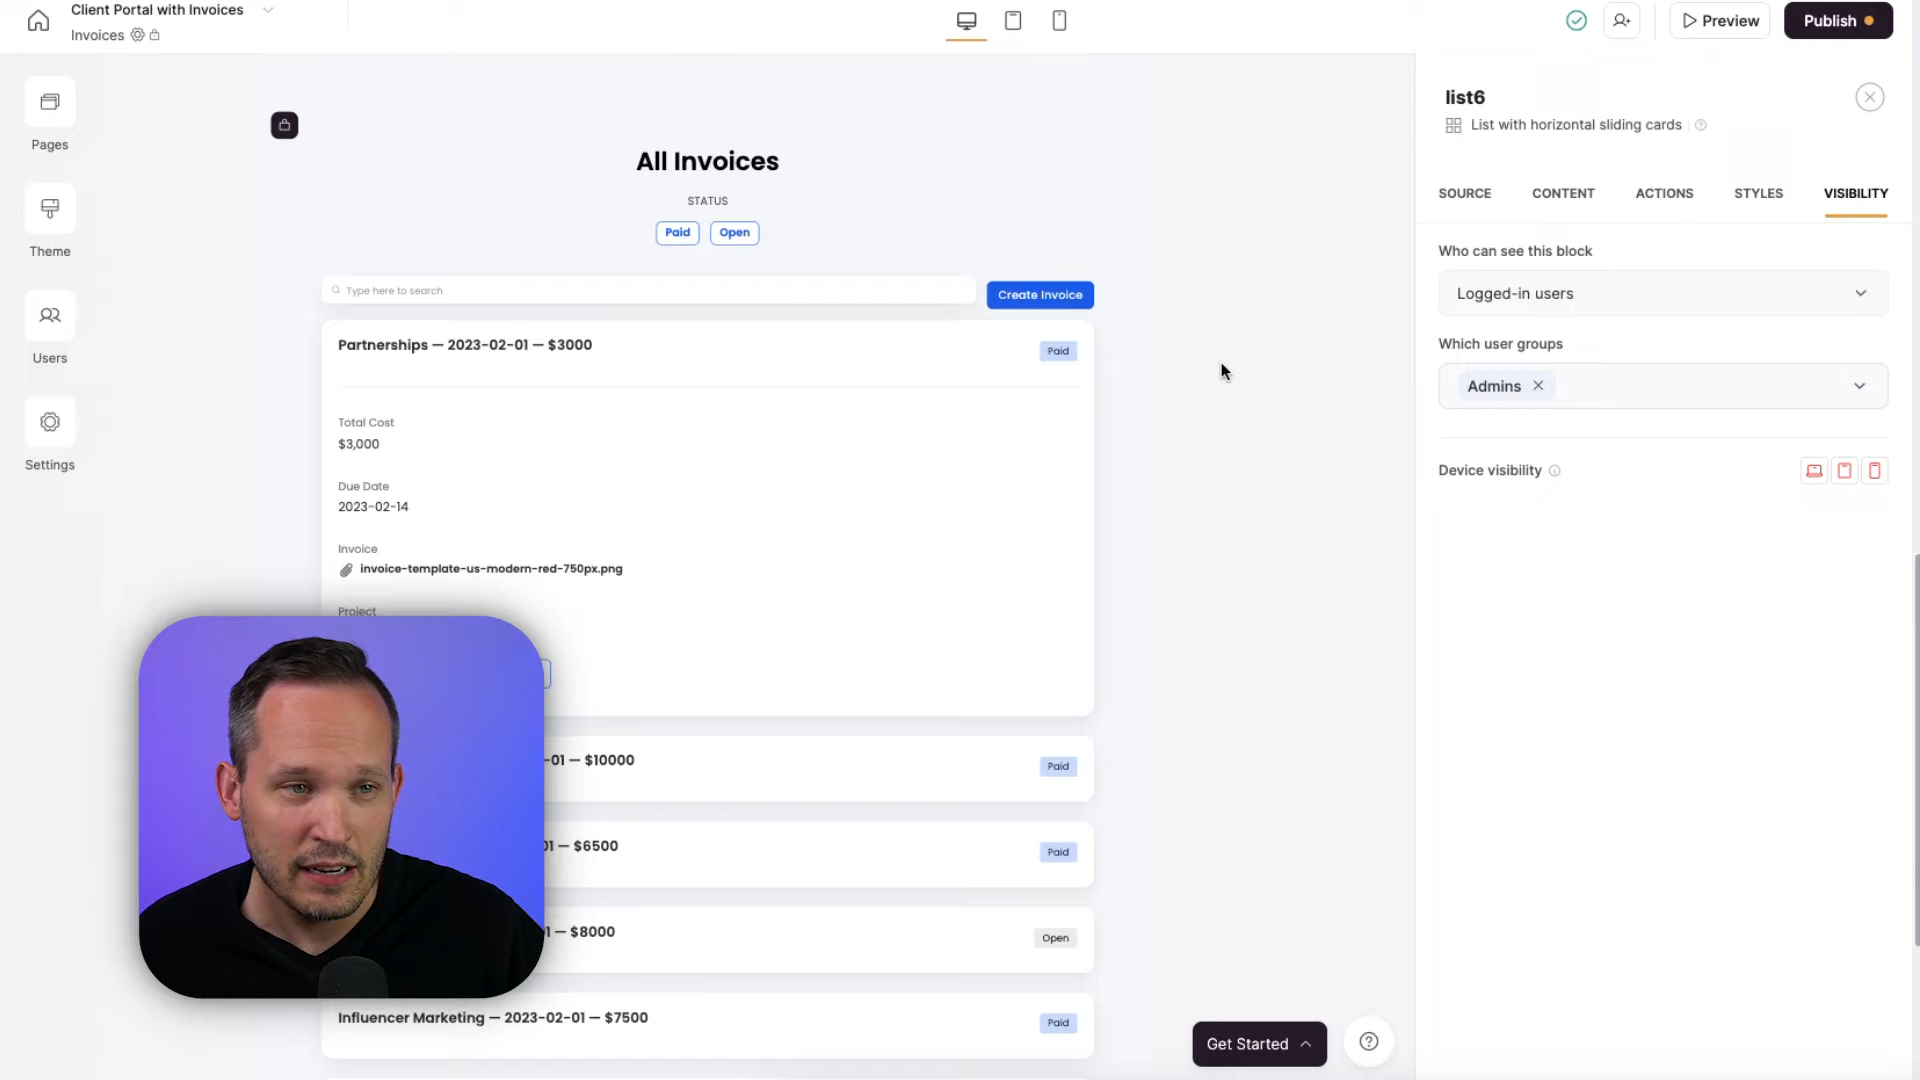 Client Portal with Invoices
Invoices
Preview
Publish
Pages
Theme
Users
Settings
All Invoices
STATUS
Paid
Open
Type here to search
Create Invoice
Partnerships — 2023-02-01 — $3000
Paid
Total Cost
$3,000
Due Date
2023-02-14
Invoice
invoice-template-us-modern-red-750px.png
Project
-01 — $10000
Paid
01 — $6500
Paid
1 — $8000
Open
Influencer Marketing — 2023-02-01 — $7500
Paid
Get Started
list6
List with horizontal sliding cards
SOURCE
CONTENT
ACTIONS
STYLES
VISIBILITY
Who can see this block
Logged-in users
Which user groups
Admins
Device visibility